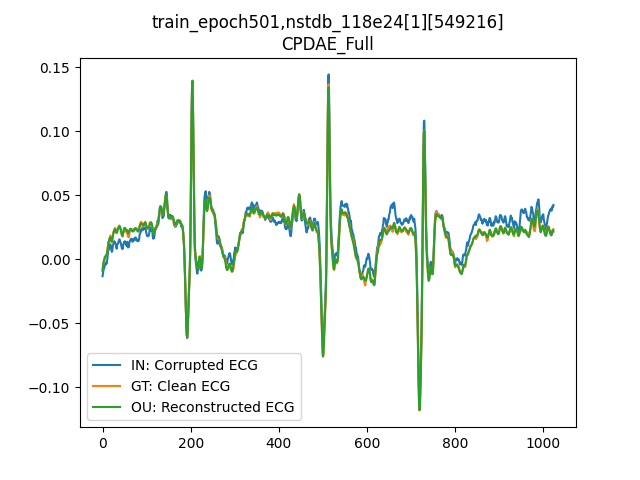 train_epoch501,nstdb_118e24[1][549216]
CPDAE_Full
0.15
0.10
0.05
0.00
−0.05
−0.10
IN: Corrupted ECG
GT: Clean ECG
OU: Reconstructed ECG
0
200
400
600
800
1000